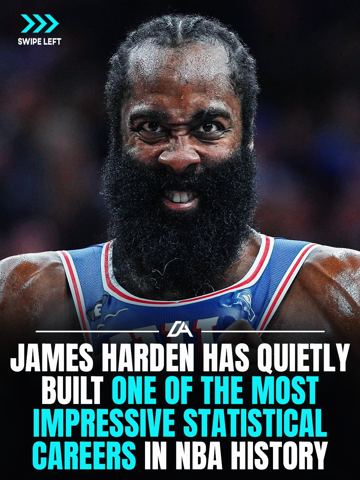 SWIPE LEFT
JAMES HARDEN HAS QUIETLY
BUILT ONE OF THE MOST
IMPRESSIVE STATISTICAL
CAREERS IN NBA HISTORY